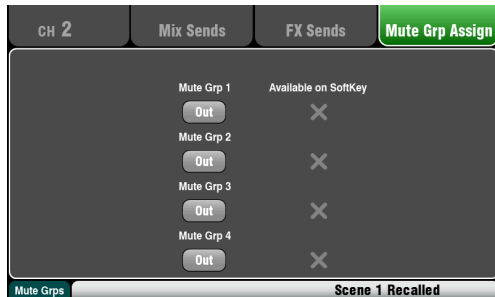 CH 2 Mix Sends FX Sends Mute Grp Assign
Mute Grp 1 Available on SoftKey
Out
Mute Grp 2
Out
Mute Grp 3
Out
Mute Grp 4
Out
Mute Grps Scene 1 Recalled